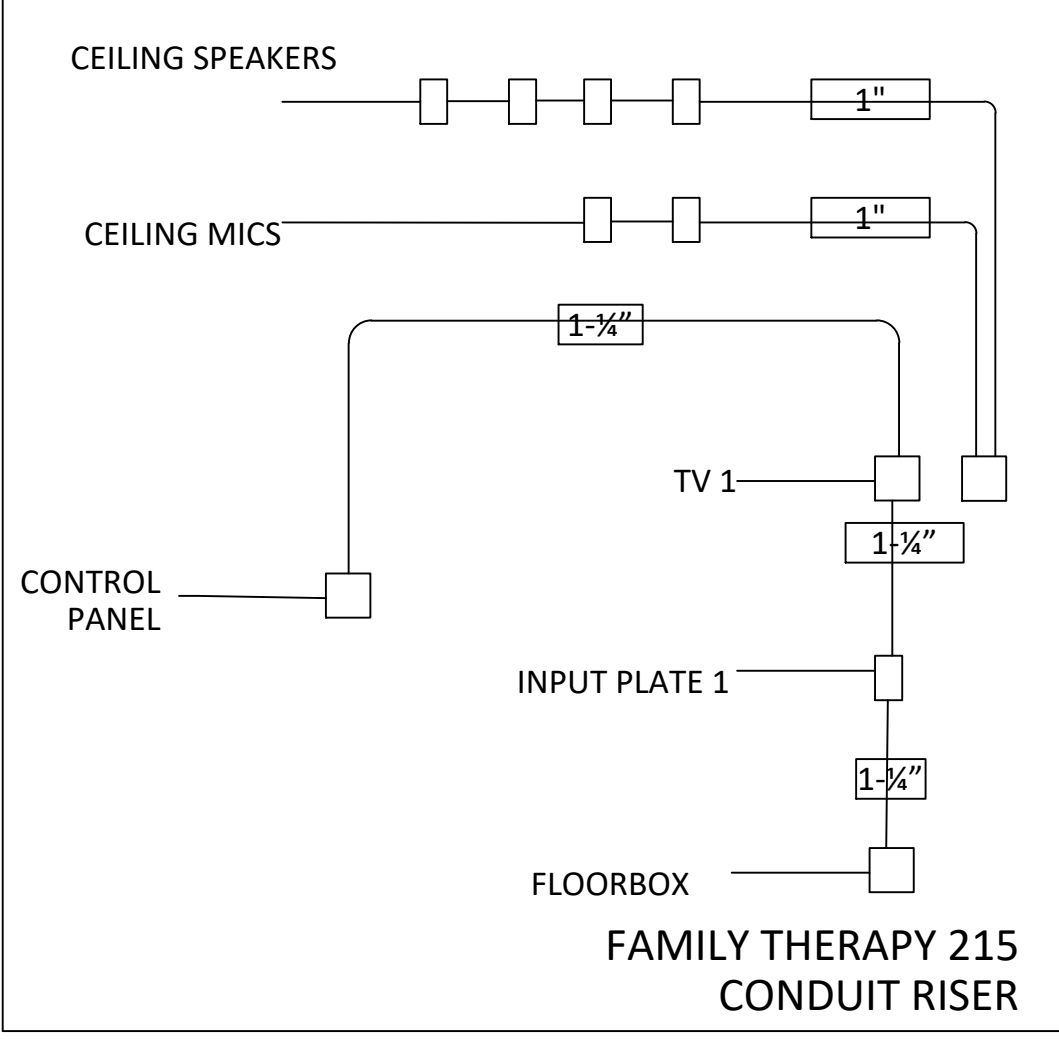 CEILING SPEAKERS
1"
CEILING MICS
1"
1-¼”
TV 1
1-¼”
CONTROL
PANEL
INPUT PLATE 1
1-¼”
FLOORBOX
FAMILY THERAPY 215
CONDUIT RISER